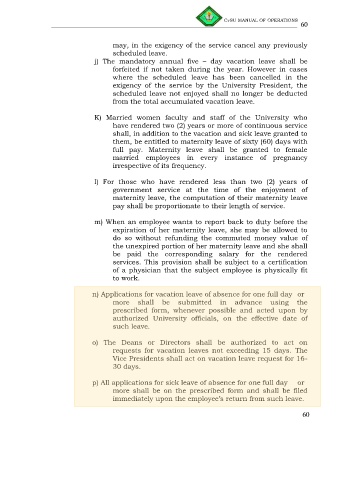 CvSU MANUAL OF OPERATIONS
60
may, in the exigency of the service cancel any previously
scheduled leave.
j) The mandatory annual five – day vacation leave shall be
forfeited if not taken during the year. However in cases
where the scheduled leave has been cancelled in the
exigency of the service by the University President, the
scheduled leave not enjoyed shall no longer be deducted
from the total accumulated vacation leave.
K) Married women faculty and staff of the University who
have rendered two (2) years or more of continuous service
shall, in addition to the vacation and sick leave granted to
them, be entitled to maternity leave of sixty (60) days with
full pay. Maternity leave shall be granted to female
married employees in every instance of pregnancy
irrespective of its frequency.
l) For those who have rendered less than two (2) years of
government service at the time of the enjoyment of
maternity leave, the computation of their maternity leave
pay shall be proportionate to their length of service.
m) When an employee wants to report back to duty before the
expiration of her maternity leave, she may be allowed to
do so without refunding the commuted money value of
the unexpired portion of her maternity leave and she shall
be paid the corresponding salary for the rendered
services. This provision shall be subject to a certification
of a physician that the subject employee is physically fit
to work.
n) Applications for vacation leave of absence for one full day or
more shall be submitted in advance using the
prescribed form, whenever possible and acted upon by
authorized University officials, on the effective date of
such leave.
o) The Deans or Directors shall be authorized to act on
requests for vacation leaves not exceeding 15 days. The
Vice Presidents shall act on vacation leave request for 16–
30 days.
p) All applications for sick leave of absence for one full day or
more shall be on the prescribed form and shall be filed
immediately upon the employee's return from such leave.
60